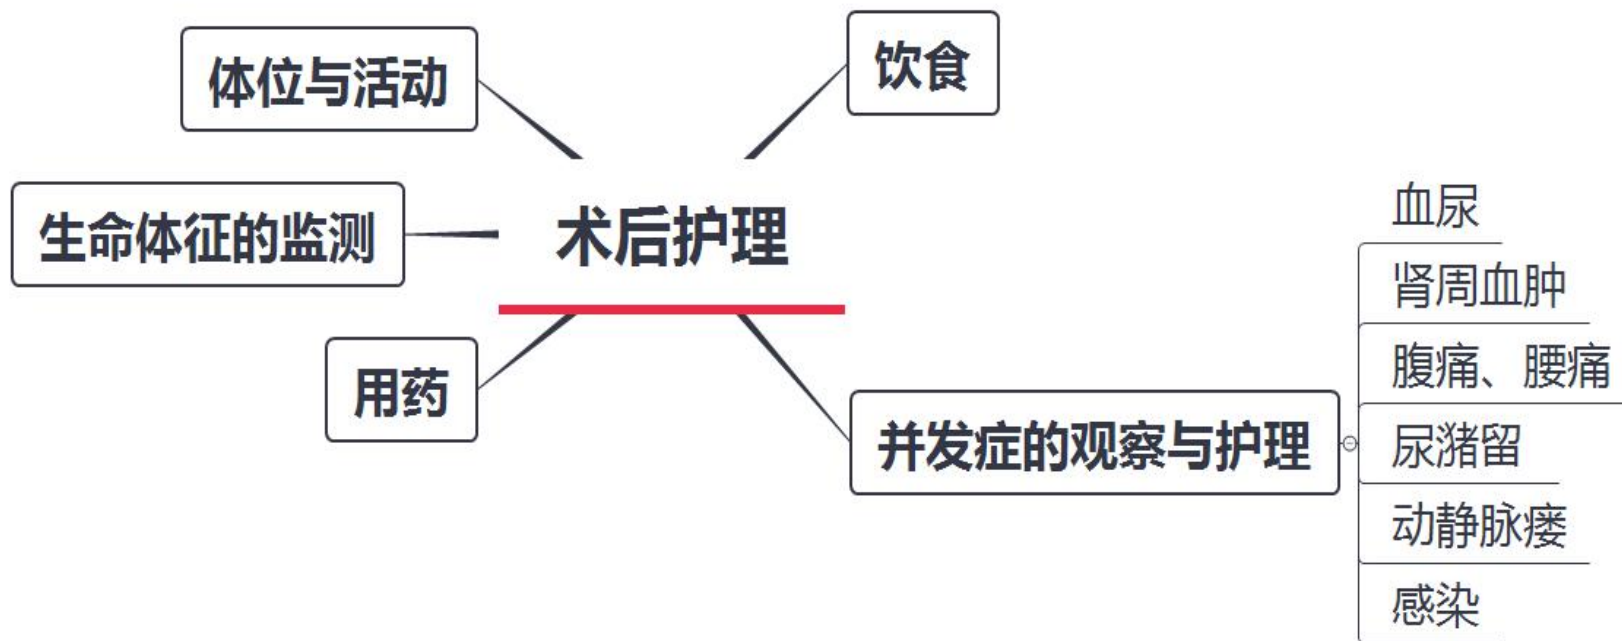 体位与活动
饮食
生命体征的监测
术后护理
用药
并发症的观察与护理
血尿
肾周血肿
腹痛、腰痛
尿潴留
动静脉瘘
感染